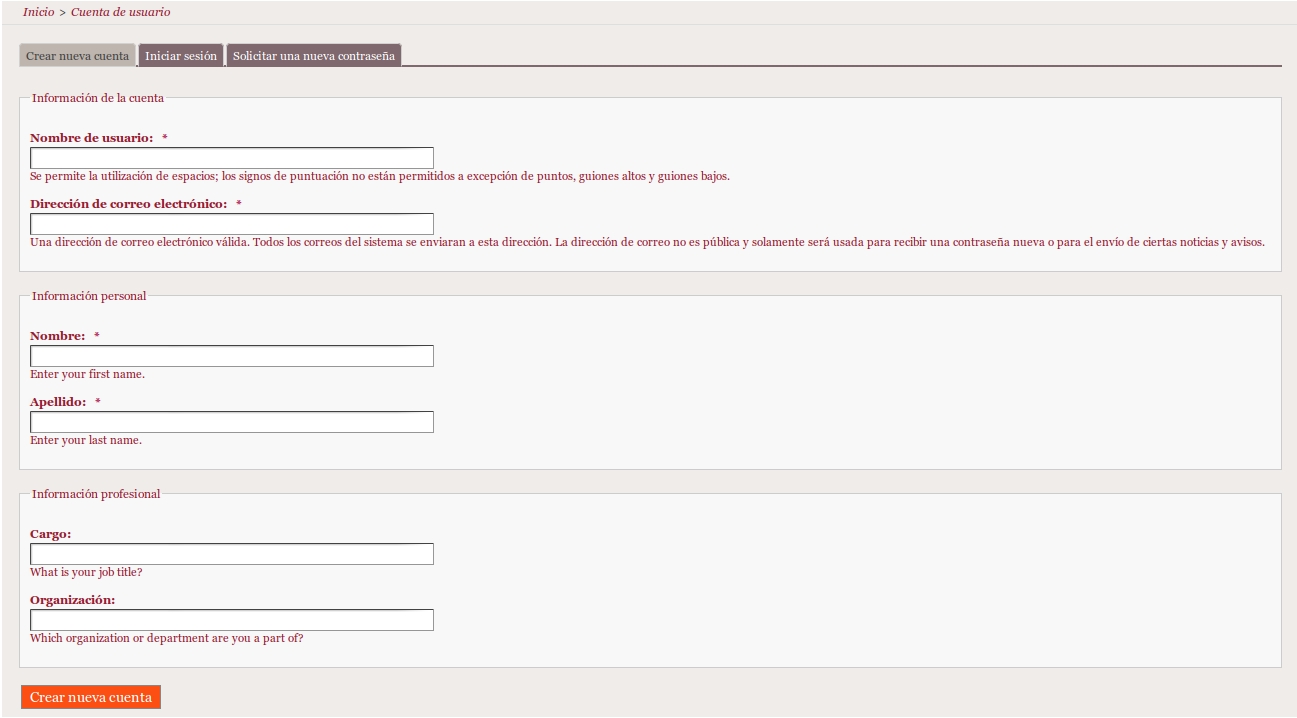 Inicio > Cuenta de usuario
Crear nueva cuenta Iniciar sesión Solicitar una nueva contraseña
Información de la cuenta
Nombre de usuario: *
Se permite la utilización de espacios; los signos de puntuación no están permitidos a excepción de puntos, guiones altos y guiones bajos.
Dirección de correo electrónico: *
Una dirección de correo electrónico válida. Todos los correos del sistema se enviaran a esta dirección. La dirección de correo no es pública y solamente será usada para recibir una contraseña nueva o para el envío de ciertas noticias y avisos.
Información personal
Nombre: *
Enter your first name.
Apellido: *
Enter your last name.
Información profesional
Cargo:
What is your job title?
Organización:
Which organization or department are you a part of?
Crear nueva cuenta